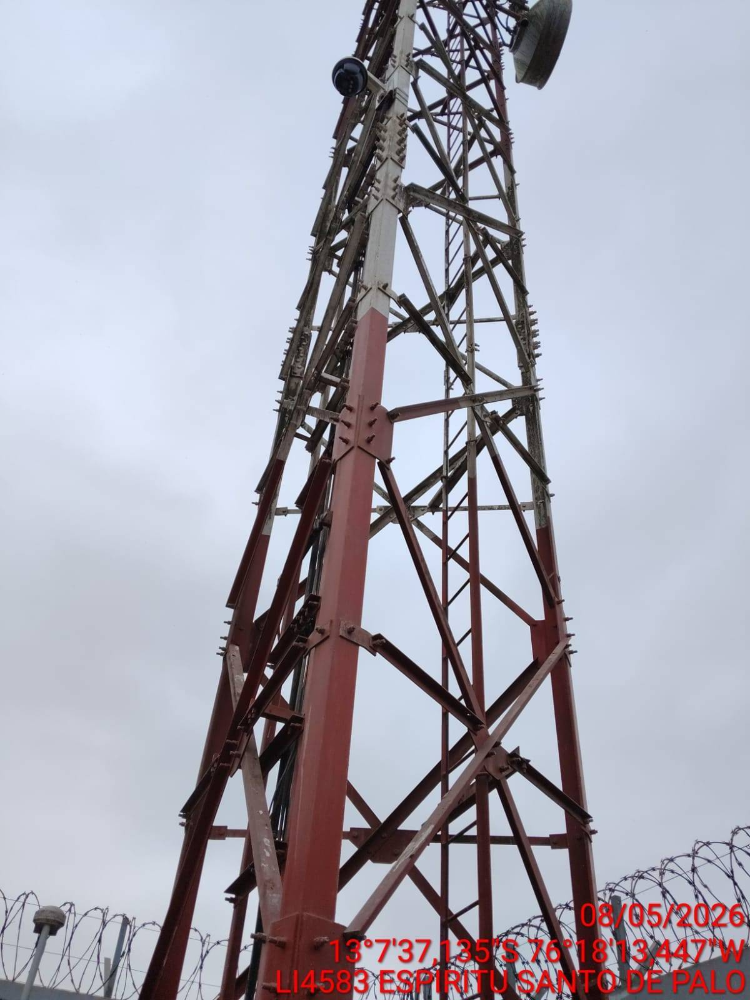 08/05/2026
13°7'37,135"S 76°18'13,447"W
LI4583 ESPIRITU SANTO DE PALO